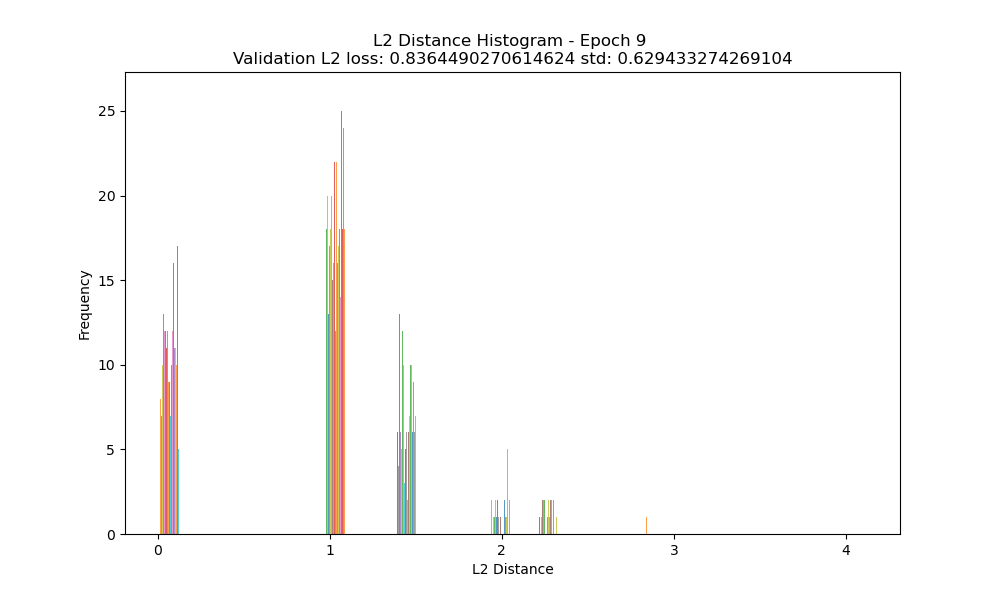 L2 Distance Histogram - Epoch 9
Validation L2 loss: 0.8364490270614624 std: 0.629433274269104
25
20
15
10
5
0
Frequency
0 1 2 3 4
L2 Distance